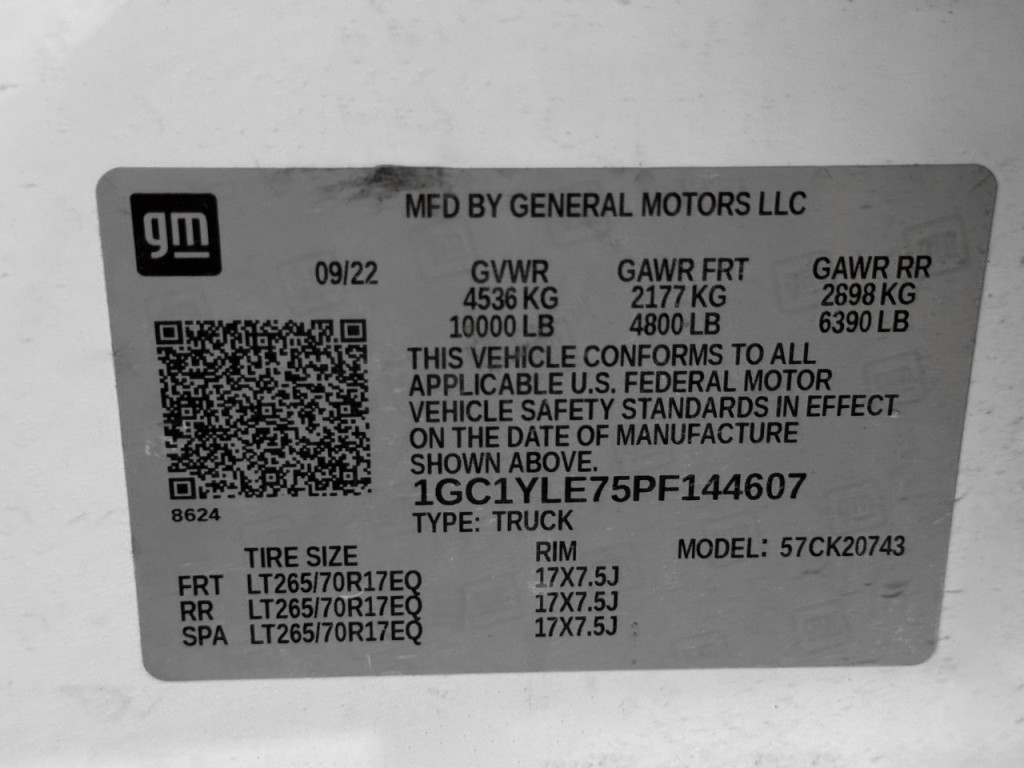 gm
MFD BY GENERAL MOTORS LLC
09/22 GVWR GAWR FRT GAWR RR
4536 KG 2177 KG 2898 KG
10000 LB 4800 LB 6390 LB
THIS VEHICLE CONFORMS TO ALL
APPLICABLE U.S. FEDERAL MOTOR
VEHICLE SAFETY STANDARDS IN EFFECT
ON THE DATE OF MANUFACTURE
SHOWN ABOVE.
1GC1YLE75PF144607
8624
TYPE: TRUCK
TIRE SIZE RIM MODEL: 57CK20743
FRT LT265/70R17EQ 17X7.5J
RR LT265/70R17EQ 17X7.5J
SPA LT265/70R17EQ 17X7.5J